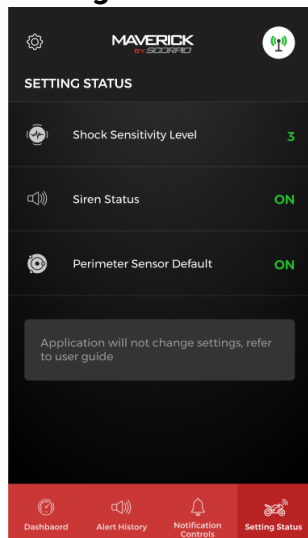 MAVERICK
BY SCORPIO
SETTING STATUS
Shock Sensitivity Level 3
Siren Status ON
Perimeter Sensor Default ON
Application will not change settings, refer
to user guide
Dashbaord Alert History Notification Controls Setting Status